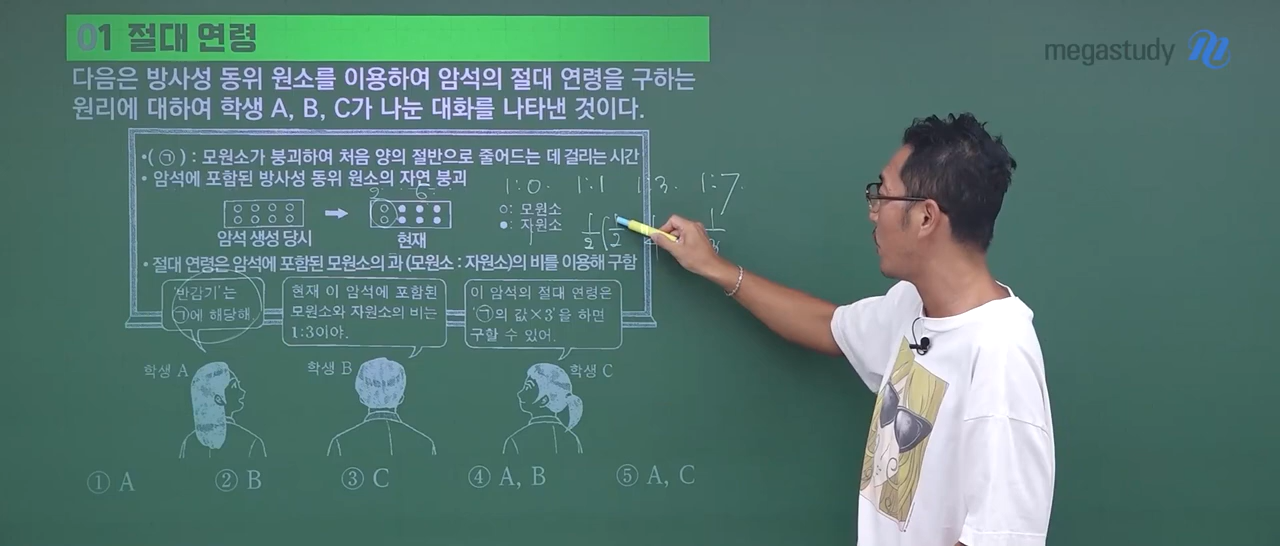 01 절대 연령
megastudy
다음은 방사성 동위 원소를 이용하여 암석의 절대 연령을 구하는
원리에 대하여 학생 A, B, C가 나눈 대화를 나타낸 것이다.
•( ㉠ ) : 모원소가 붕괴하여 처음 양의 절반으로 줄어드는 데 걸리는 시간
• 암석에 포함된 방사성 동위 원소의 자연 붕괴
1:0. 1:1 1:3. 1:7.
2 6
○: 모원소
●: 자원소
암석 생성 당시
현재
1/2 1/2
• 절대 연령은 암석에 포함된 모원소의 과 (모원소 : 자원소)의 비를 이용해 구함
'반감기'는
㉠에 해당해.
현재 이 암석에 포함된
모원소와 자원소의 비는
1:3이야.
이 암석의 절대 연령은
'㉠의 값×3'을 하면
구할 수 있어.
학생 A
학생 B
학생 C
① A
② B
③ C
④ A, B
⑤ A, C